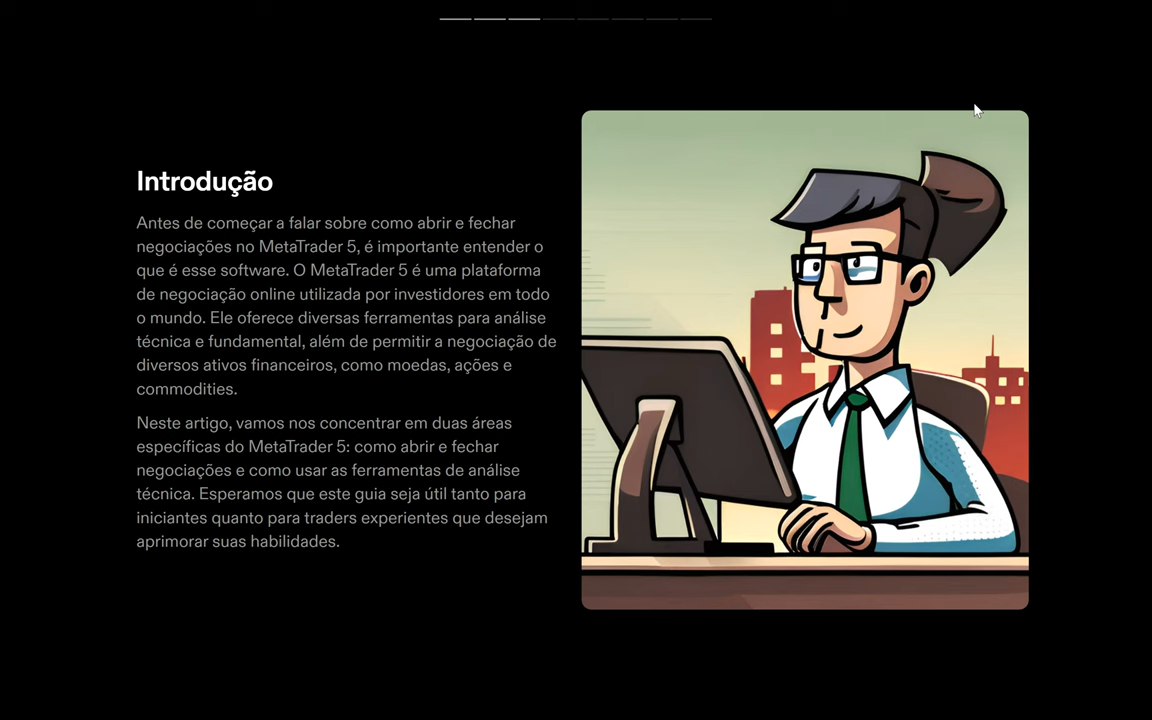 Introdução
Antes de começar a falar sobre como abrir e fechar
negociações no MetaTrader 5, é importante entender o
que é esse software. O MetaTrader 5 é uma plataforma
de negociação online utilizada por investidores em todo
o mundo. Ele oferece diversas ferramentas para análise
técnica e fundamental, além de permitir a negociação de
diversos ativos financeiros, como moedas, ações e
commodities.
Neste artigo, vamos nos concentrar em duas áreas
específicas do MetaTrader 5: como abrir e fechar
negociações e como usar as ferramentas de análise
técnica. Esperamos que este guia seja útil tanto para
iniciantes quanto para traders experientes que desejam
aprimorar suas habilidades.